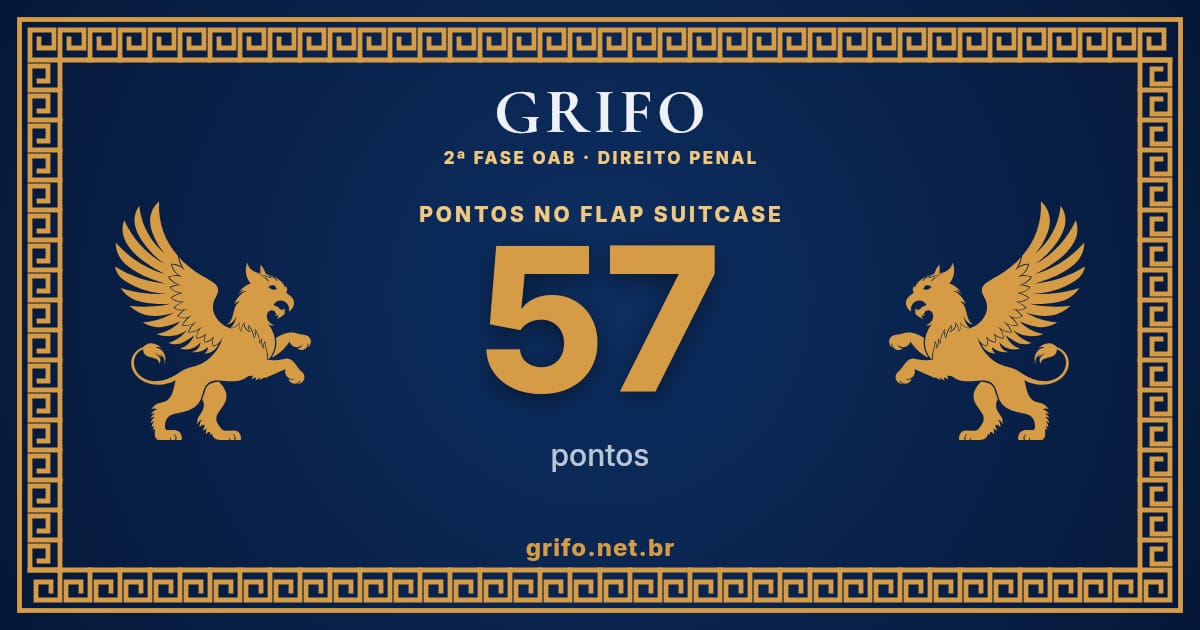 GRIFO
2ª FASE OAB · DIREITO PENAL
PONTOS NO FLAP SUITCASE
57
pontos
grifo.net.br